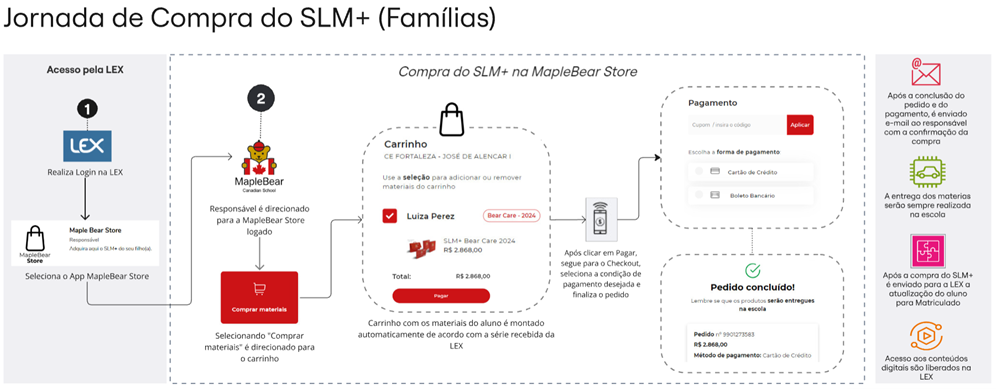 Jornada de Compra do SLM+ (Famílias)
Acesso pela LEX
1
LEX
Realiza Login na LEX
MapleBear
Store
Maple Bear Store
Responsável
Adquira aqui o SLM+ do seu filho(a).
Seleciona o App MapleBear Store
Compra do SLM+ na MapleBear Store
2
MapleBear
Canadian School
Responsável é direcionado
para a MapleBear Store
logado
Comprar materiais
Selecionando "Comprar
materiais" é direcionado para
o carrinho
Carrinho
CE FORTALEZA - JOSÉ DE ALENCAR I
Use a seleção para adicionar ou remover
materiais do carrinho
Luiza Perez
Bear Care - 2024
SLM+ Bear Care 2024
R$ 2.868,00
Total:
R$ 2.868,00
Pagar
Carrinho com os materiais do aluno é montado
automaticamente de acordo com a série recebida da
LEX
Após clicar em Pagar,
segue para o Checkout,
seleciona a condição de
pagamento desejada e
finaliza o pedido
Pagamento
Cupom / insira o código
Aplicar
Escolha a forma de pagamento:
Cartão de Crédito
Boleto Bancario
Pedido concluído!
Lembre se que os produtos serão entregues
na escola
Pedido nº 9901273563
R$ 2.868,00
Método de pagamento: Cartão de Crédito
Após a conclusão do
pedido e do
pagamento, é enviado
e-mail ao responsável
com a confirmação da
compra
A entrega dos materias
serão sempre realizada
na escola
Após a compra do SLM+
é enviado para a LEX a
atualização do aluno
para Matriculado
Acesso aos conteúdos
digitais são liberados na
LEX